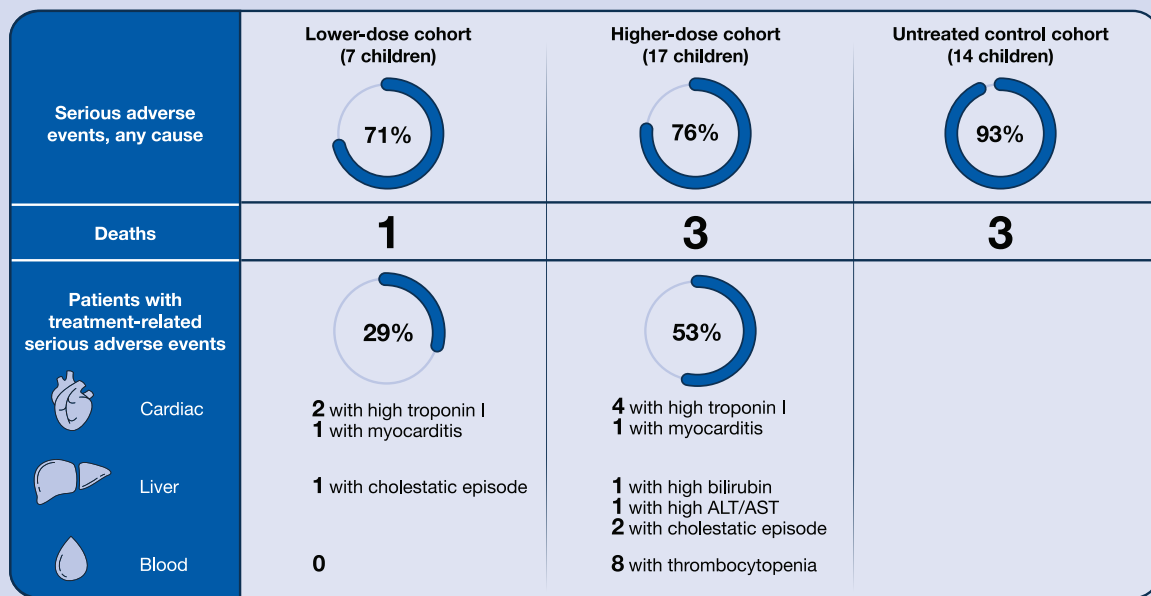 Lower-dose cohort
(7 children)
Higher-dose cohort
(17 children)
Untreated control cohort
(14 children)
Serious adverse
events, any cause
71%
76%
93%
Deaths
1
3
3
Patients with
treatment-related
serious adverse events
29%
53%
Cardiac
2 with high troponin I
1 with myocarditis
4 with high troponin I
1 with myocarditis
Liver
1 with cholestatic episode
1 with high bilirubin
1 with high ALT/AST
2 with cholestatic episode
Blood
0
8 with thrombocytopenia